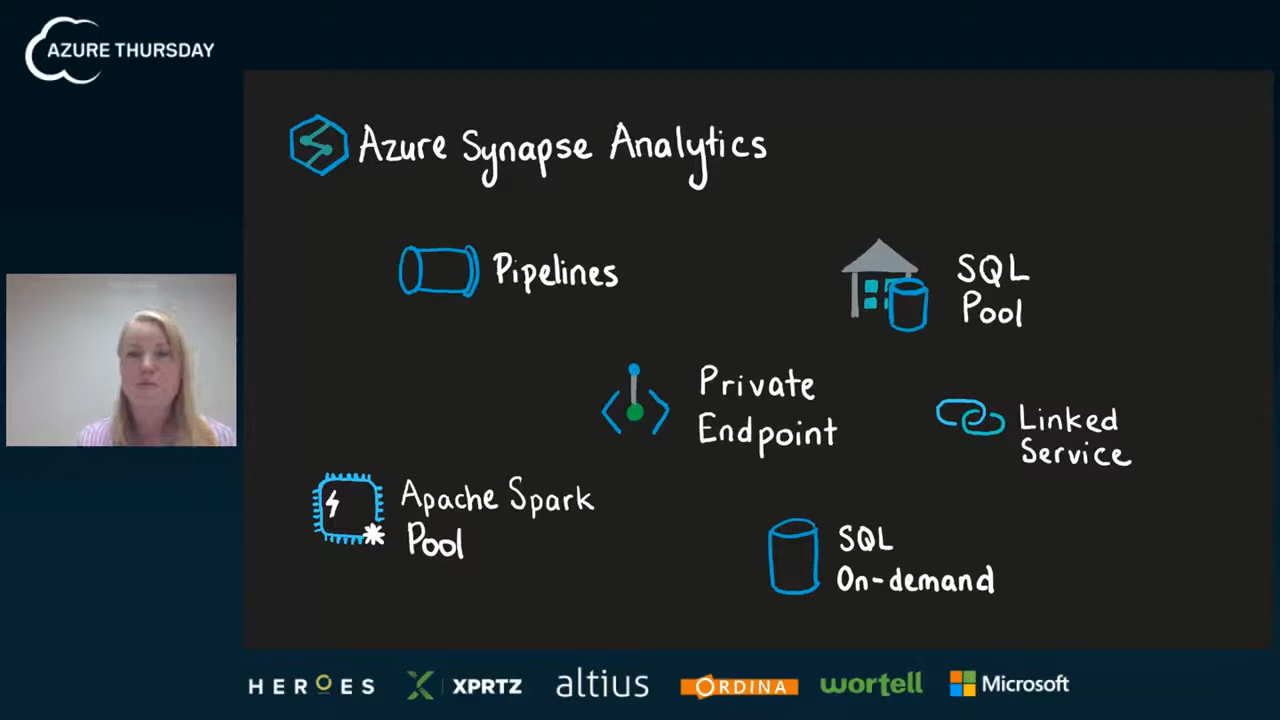 AZURE THURSDAY
Azure Synapse Analytics
Pipelines
SQL
Pool
Private
Endpoint
Linked
Service
Apache Spark
Pool
SQL
On-demand
HEROES
XPRTZ
altius
ORDINA
wortell
Microsoft